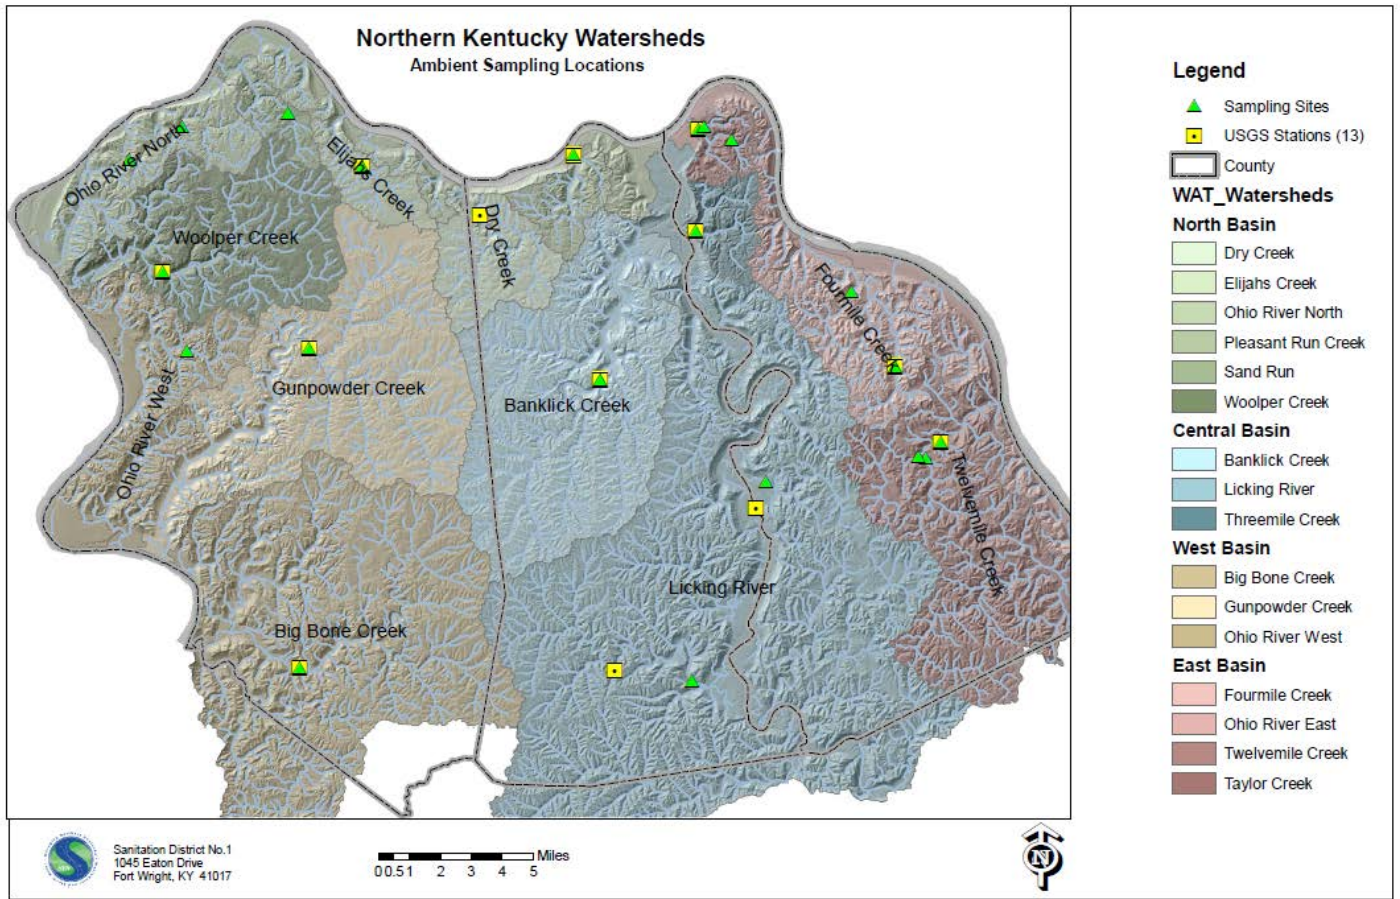 Northern Kentucky Watersheds
Ambient Sampling Locations
Ohio River North
Elijahs Creek
Dry Creek
Woolper Creek
Fourmile Creek
Gunpowder Creek
Banklick Creek
Ohio River West
Twelvemile Creek
Licking River
Big Bone Creek
Legend
Sampling Sites
USGS Stations (13)
County
WAT_Watersheds
North Basin
Dry Creek
Elijahs Creek
Ohio River North
Pleasant Run Creek
Sand Run
Woolper Creek
Central Basin
Banklick Creek
Licking River
Threemile Creek
West Basin
Big Bone Creek
Gunpowder Creek
Ohio River West
East Basin
Fourmile Creek
Ohio River East
Twelvemile Creek
Taylor Creek
Sanitation District No.1
1045 Eaton Drive
Fort Wright, KY 41017
Miles
0 0.5 1 2 3 4 5
N